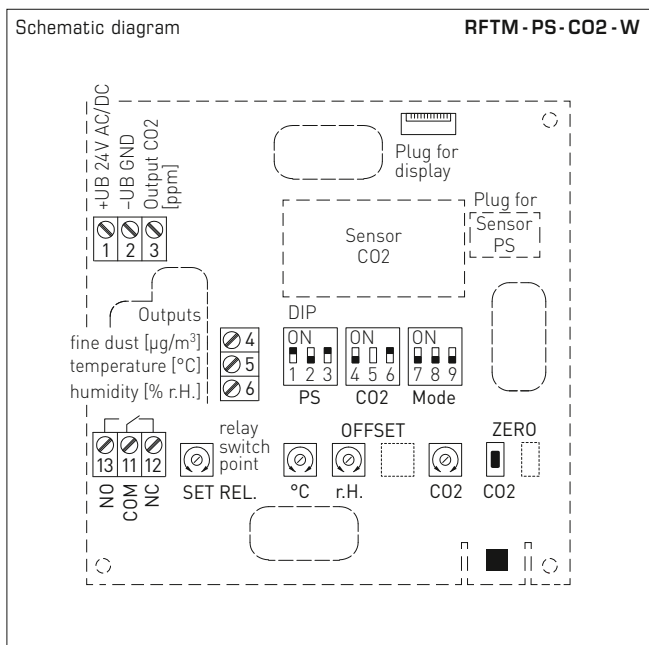 Schematic diagram RFTM-PS-CO2-W
+UB 24V AC/DC
-UB GND
Output CO2
[ppm]
1 2 3
Plug for
display
Plug for
Sensor
PS
Sensor
CO2
Outputs
fine dust [µg/m³] 4
temperature [°C] 5
humidity [% r.H.] 6
DIP
ON ON ON
1 2 3 4 5 6 7 8 9
PS CO2 Mode
13 11 12
NO
COM
NC
relay
switch
point
SET REL.
OFFSET
°C r.H. CO2
ZERO
CO2